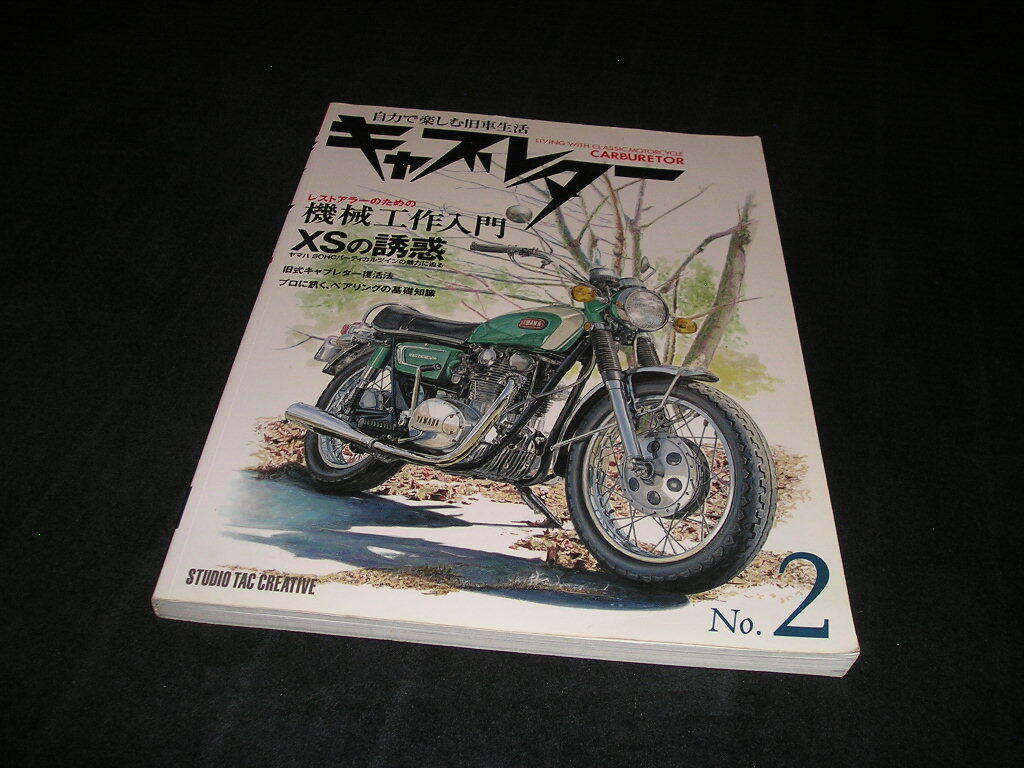 自力で楽しむ旧車生活
キャブレター
LIVING WITH CLASSIC MOTORCYCLE
CARBURETOR
レストアラーのための
機械工作入門
XSの誘惑
ヤマハ SOHCバーティカルツインの魅力に迫る
旧式キャブレター復活法
プロに訊く、ベアリングの基礎知識
YAMAHA
YAMAHA
STUDIO TAC CREATIVE
No. 2